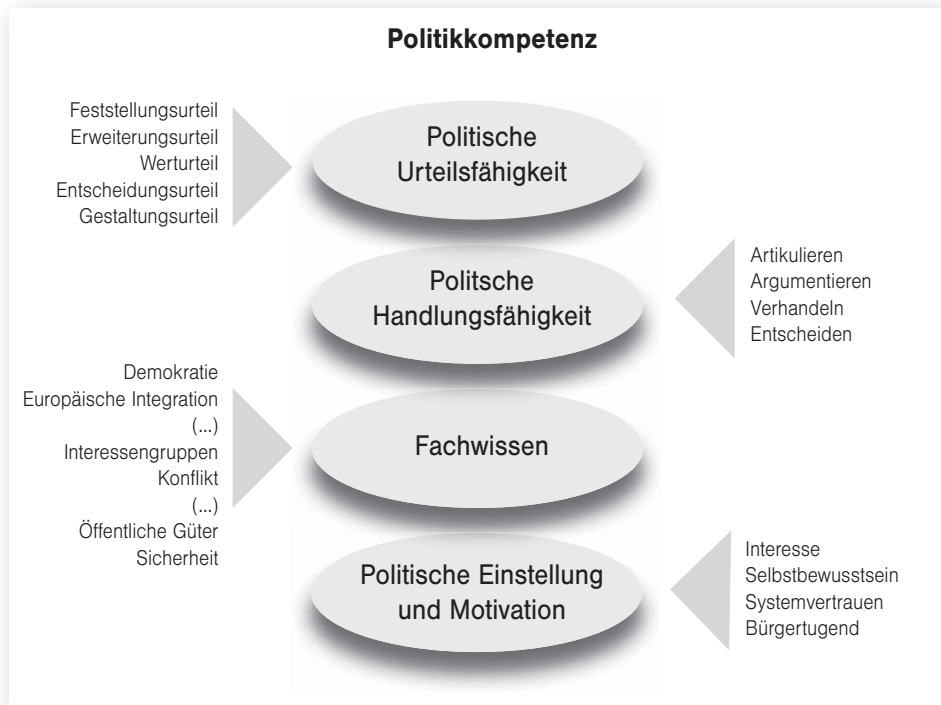 Politikkompetenz
Feststellungsurteil
Erweiterungsurteil
Werturteil
Entscheidungsurteil
Gestaltungsurteil
Politische
Urteilsfähigkeit
Politsche
Handlungsfähigkeit
Artikulieren
Argumentieren
Verhandeln
Entscheiden
Demokratie
Europäische Integration
(...)
Interessengruppen
Konflikt
(...)
Öffentliche Güter
Sicherheit
Fachwissen
Politische Einstellung
und Motivation
Interesse
Selbstbewusstsein
Systemvertrauen
Bürgertugend